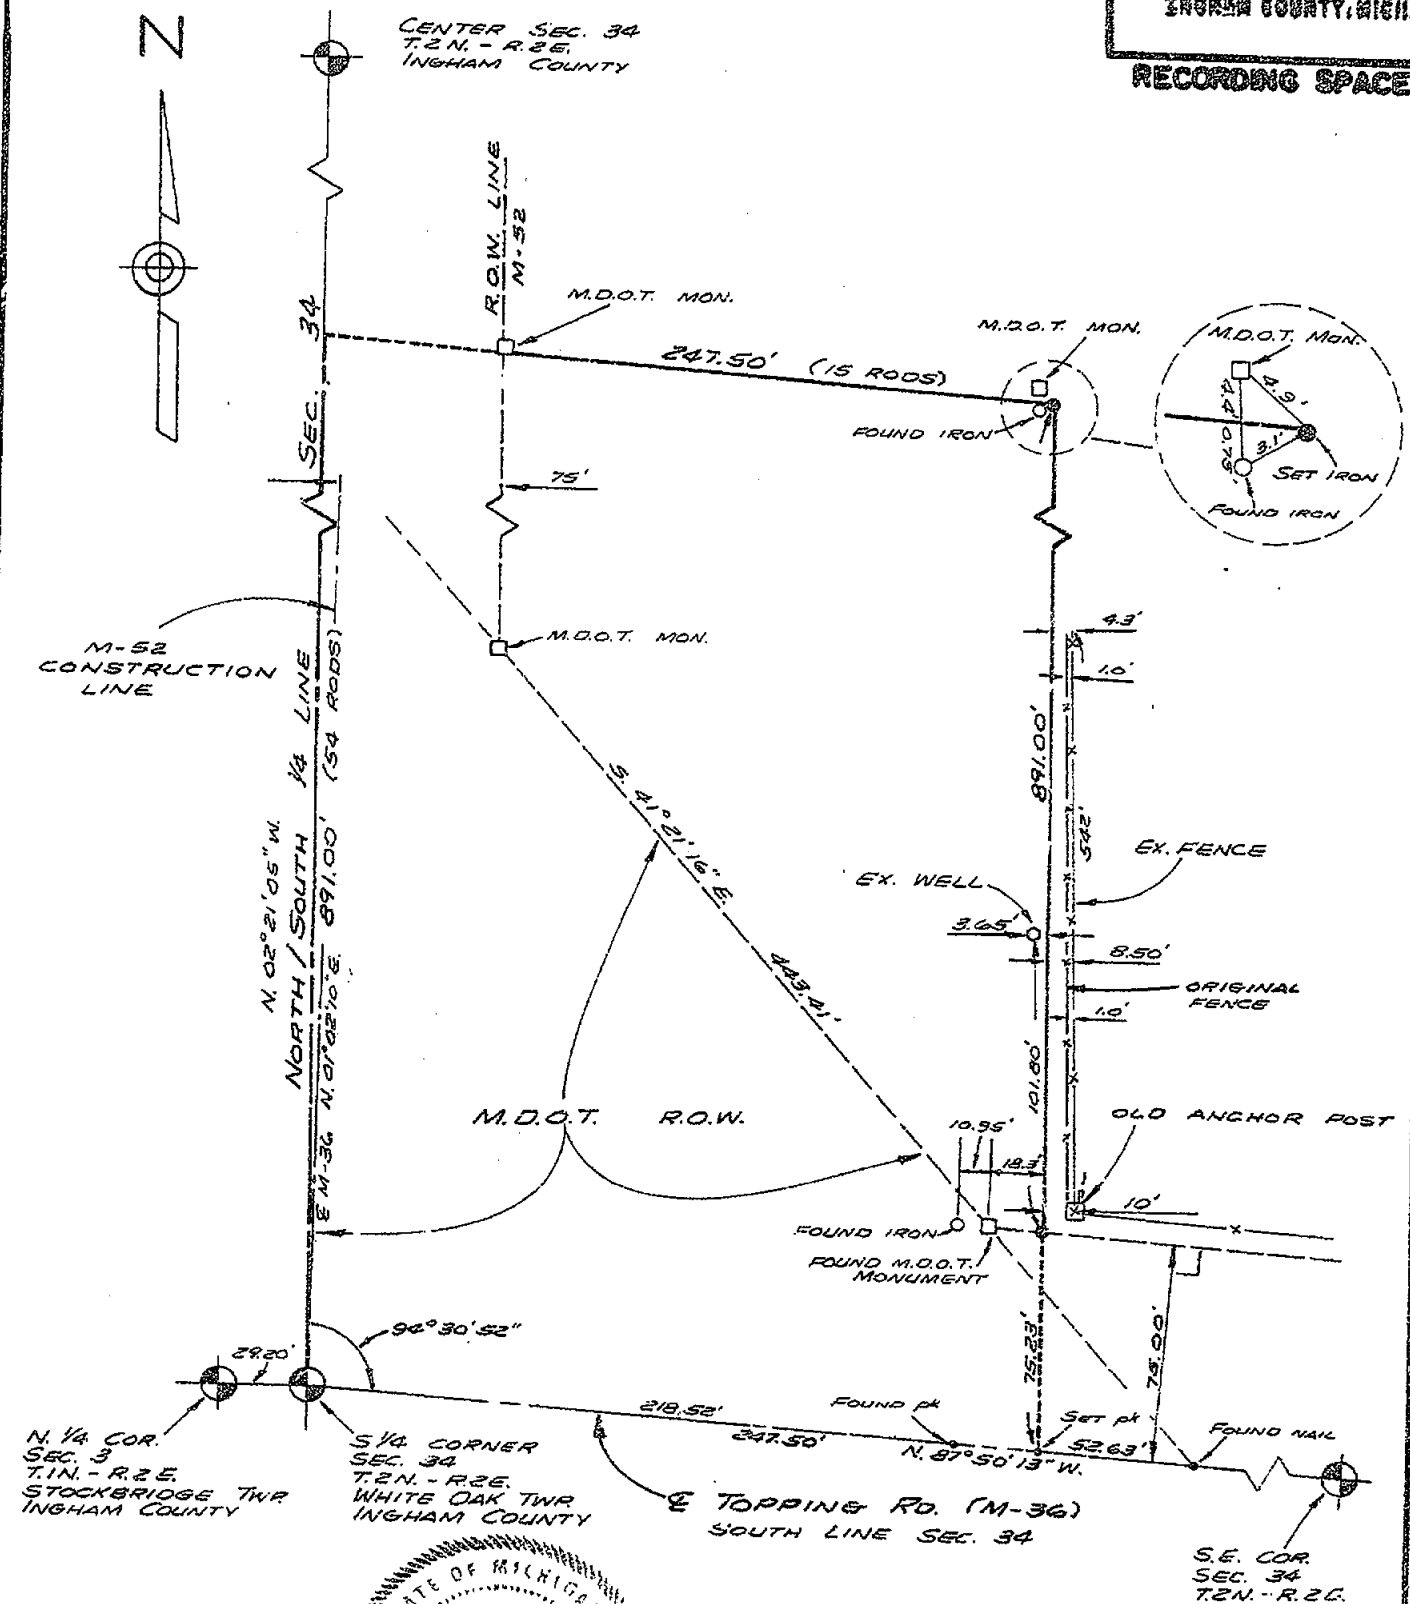 INGHAM COUNTY, MICH.
RECORDING SPACE
N
CENTER SEC. 34
T.2N. - R.2E.
INGHAM COUNTY
R.O.W. LINE
M-52
M.D.O.T. MON.
247.50' (15 RODS)
M.D.O.T. MON.
FOUND IRON
M.D.O.T. MON.
4.9'
4.4'
0.79'
3.1'
SET IRON
FOUND IRON
SEC. 34
75'
M-52
CONSTRUCTION
LINE
M.D.O.T. MON.
4.3'
1.0'
NORTH / SOUTH 1/4 LINE
N. 02° 21' 05" W.
891.00' (54 RODS)
℄ M-36 N. 01° 02' 10" E.
S. 41° 21' 16" E.
443.41'
891.00'
542'
EX. FENCE
EX. WELL
3.65'
8.50'
ORIGINAL
FENCE
1.0'
101.80'
M.D.O.T. R.O.W.
OLD ANCHOR POST
10.95'
18.3'
10'
FOUND IRON
FOUND M.D.O.T.
MONUMENT
75.23'
75.00'
94° 30' 52"
29.20'
218.52'
247.50'
FOUND PK
SET PK
52.63'
FOUND NAIL
N. 87° 50' 13" W.
N. 1/4 COR.
SEC. 3
T.1N. - R.2E.
STOCKBRIDGE TWP.
INGHAM COUNTY
S 1/4 CORNER
SEC. 34
T.2N. - R.2E.
WHITE OAK TWP.
INGHAM COUNTY
℄ TOPPING RD. (M-36)
SOUTH LINE SEC. 34
S.E. COR.
SEC. 34
T.2N. - R.2E.
STATE OF MICHIGAN